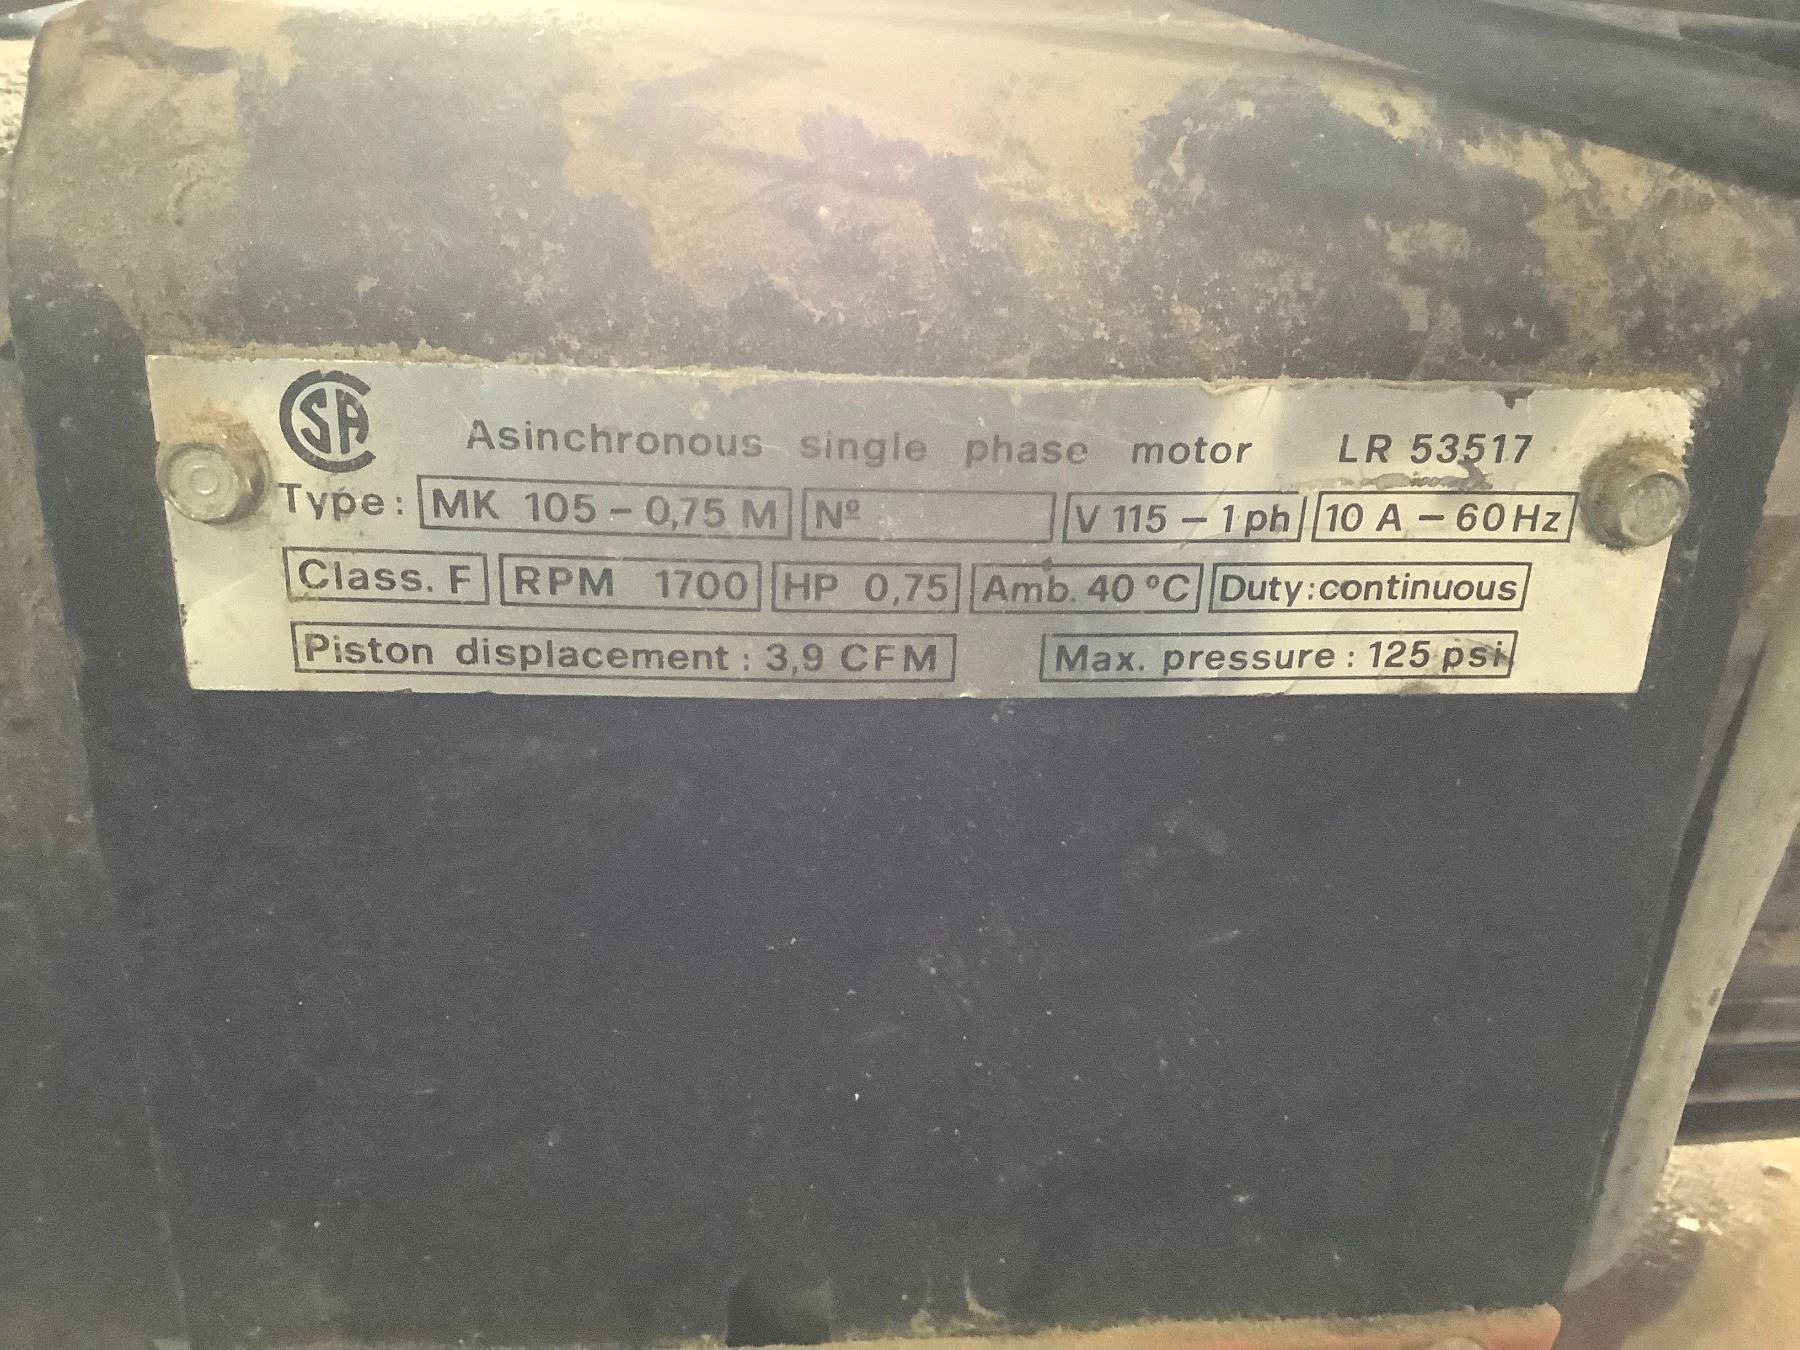 CSA Asinchronous single phase motor LR 53517
Type: MK 105 – 0,75 M Nº V 115 – 1 ph 10 A – 60 Hz
Class. F RPM 1700 HP 0,75 Amb. 40 °C Duty: continuous
Piston displacement : 3,9 CFM Max. pressure : 125 psi